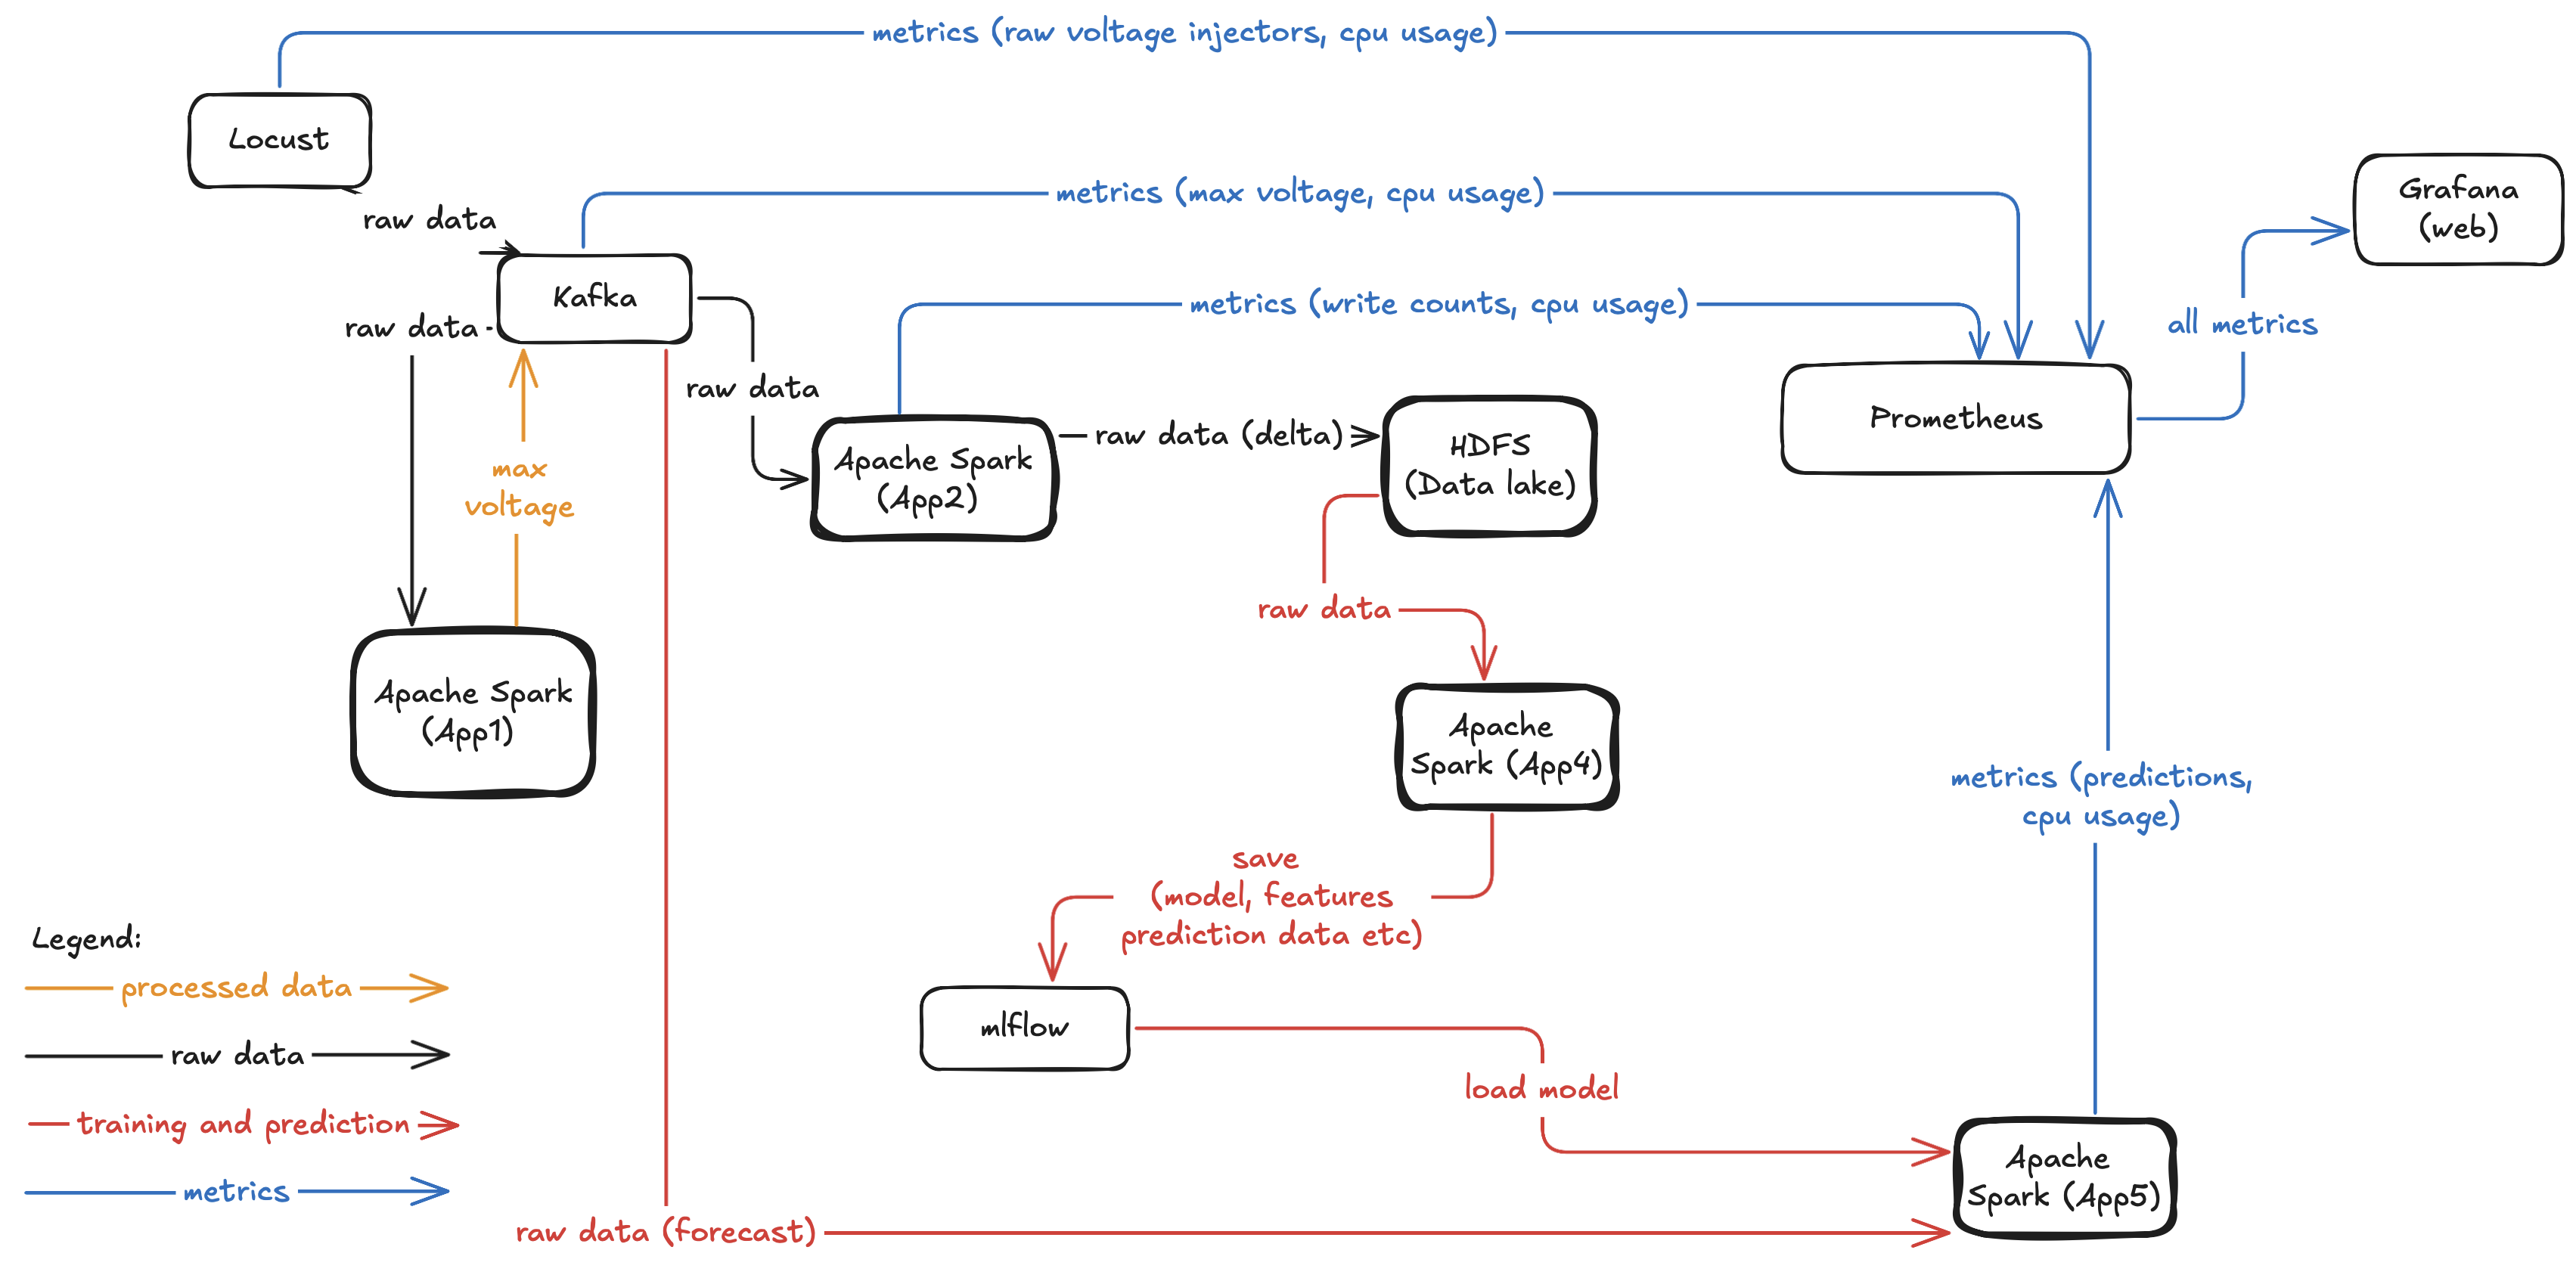 metrics (raw voltage injectors, cpu usage)
Locust
raw data
metrics (max voltage, cpu usage)
Grafana
(web)
Kafka
raw data
metrics (write counts, cpu usage)
all metrics
raw data
Prometheus
max
voltage
Apache Spark
(App2)
raw data (delta)
HDFS
(Data lake)
raw data
Apache Spark
(App1)
Apache
Spark (App4)
metrics (predictions,
cpu usage)
save
(model, features
prediction data etc)
Legend:
processed data
raw data
training and prediction
metrics
mlflow
load model
Apache
Spark (App5)
raw data (forecast)